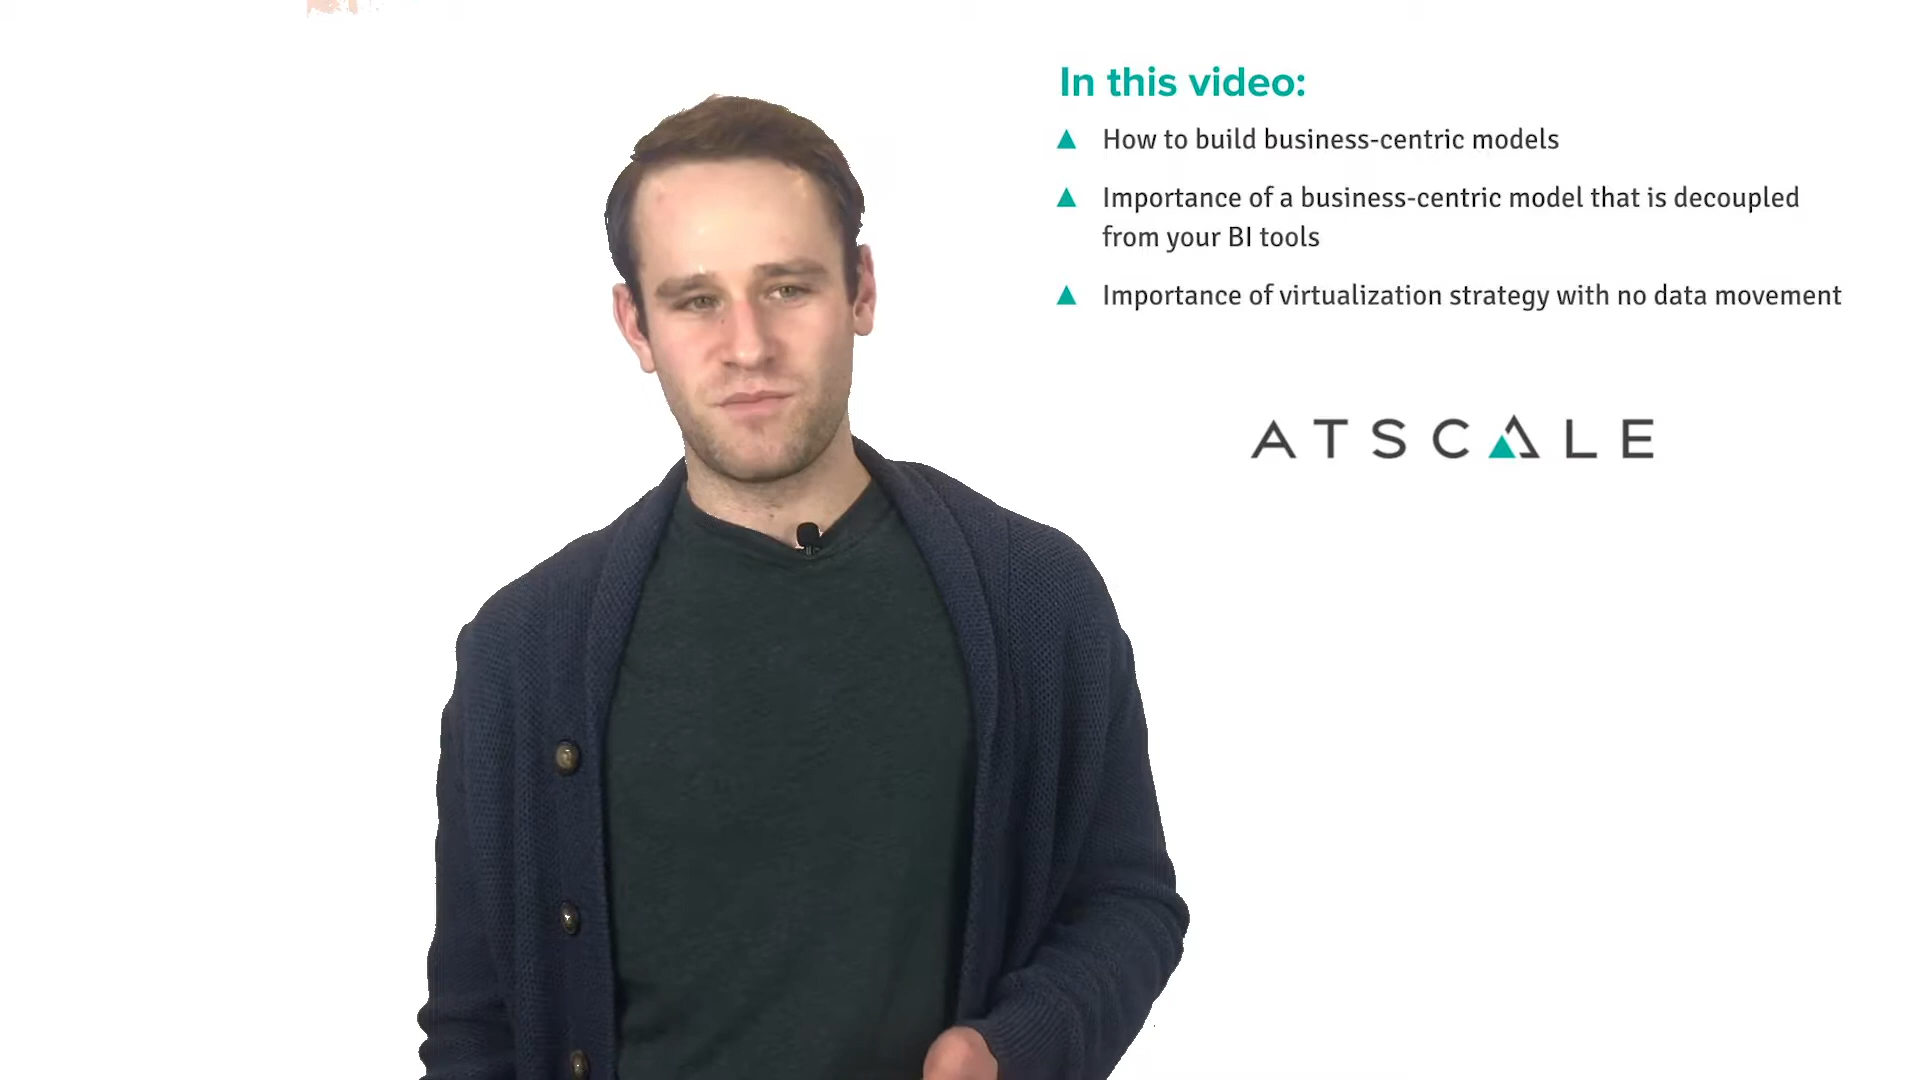 In this video:
How to build business-centric models
Importance of a business-centric model that is decoupled
from your BI tools
Importance of virtualization strategy with no data movement
ATSCALE